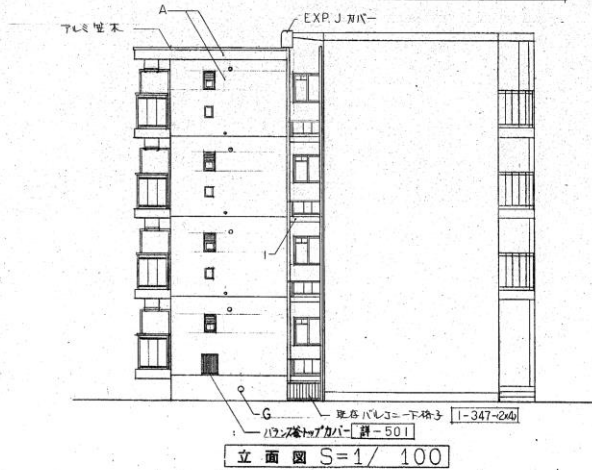 A
EXP.J カバー
アルミ笠木
1
G
既存バルコニー下格子 1-347-(2x4)
バランス釜トップカバー 詳-501
立面図 S=1/ 100